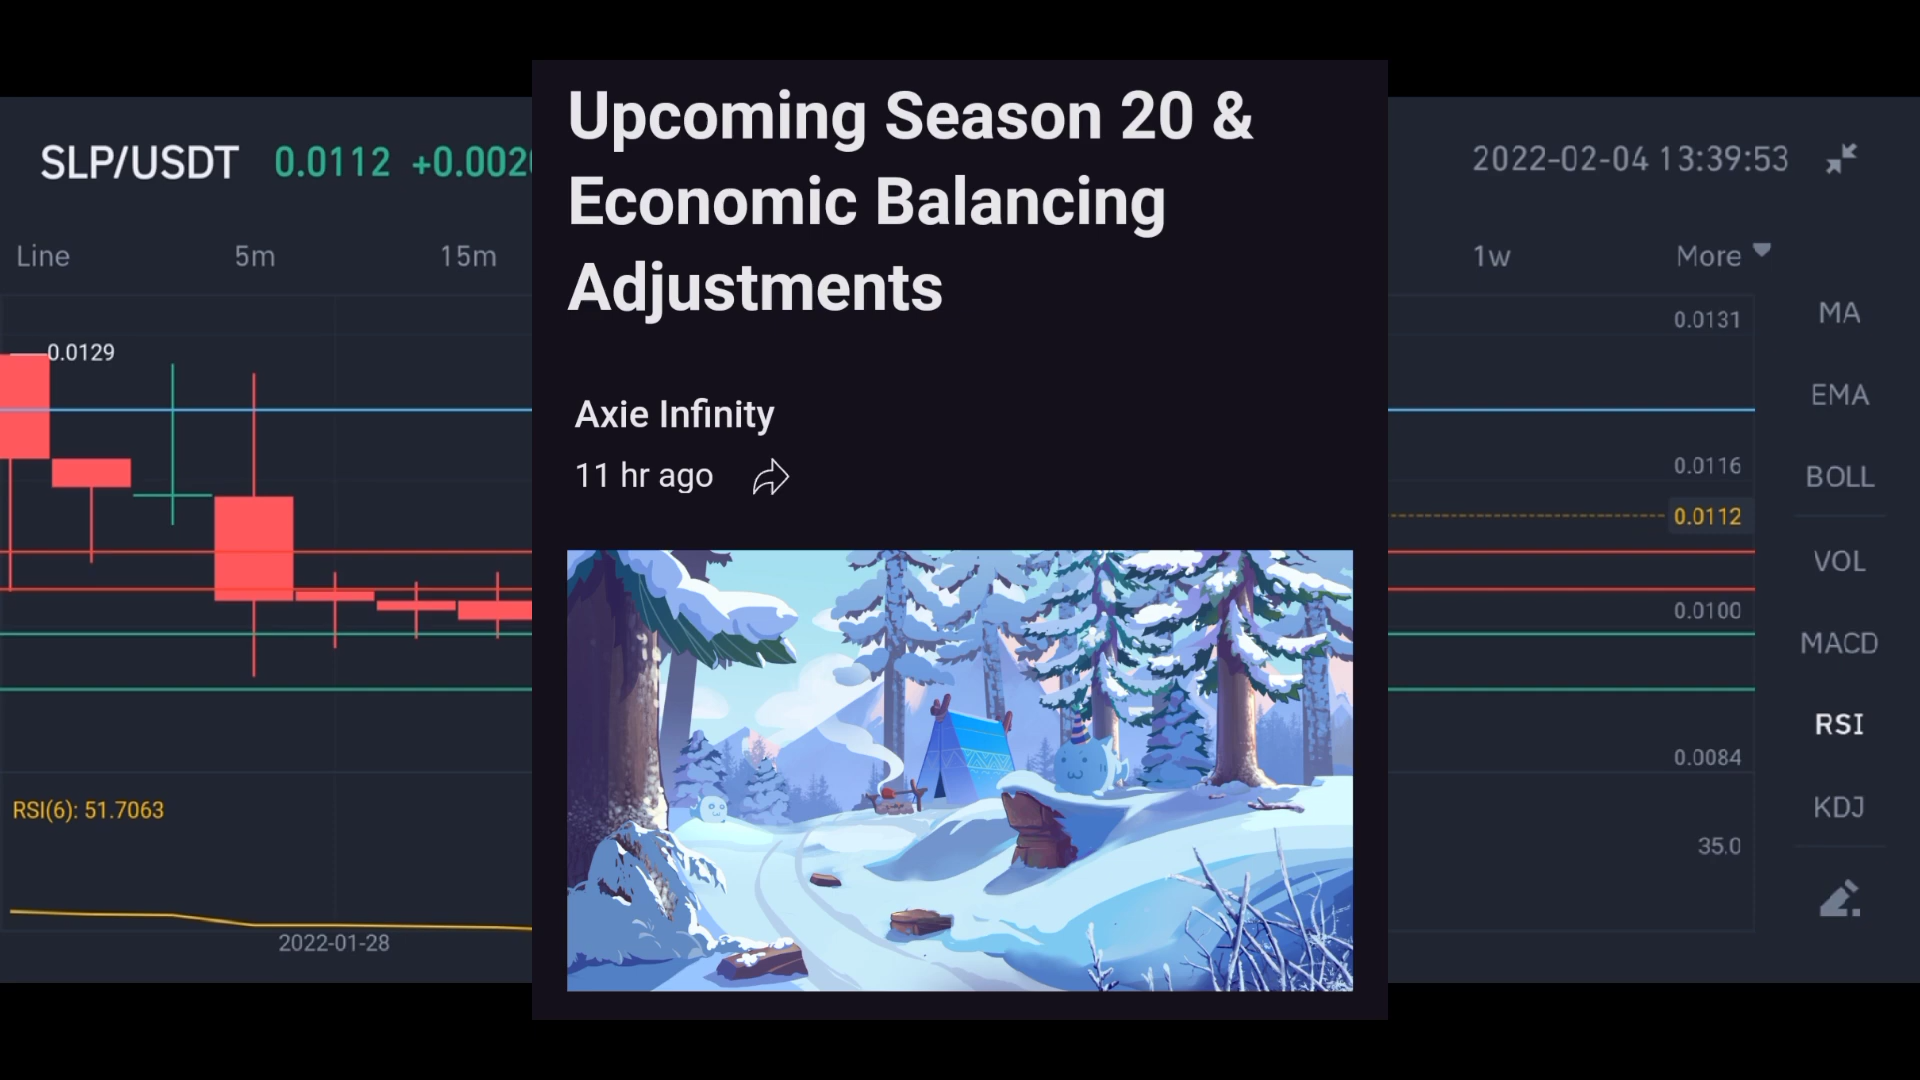 Upcoming Season 20 &
Economic Balancing
Adjustments
Axie Infinity
11 hr ago
SLP/USDT 0.0112
2022-02-04 13:39:53
Line 5m 15m
1w More
0.0129
0.0131
0.0116
0.0112
0.0100
0.0084
35.0
RSI(6): 51.7063
2022-01-28
MA
EMA
BOLL
VOL
MACD
RSI
KDJ